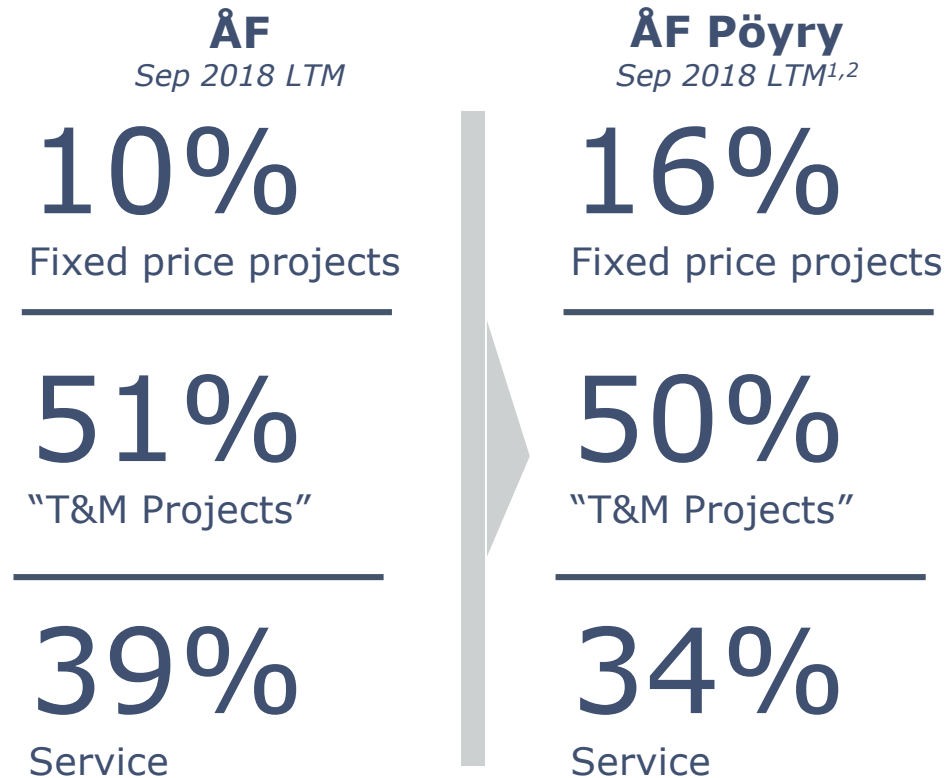 ÅF
Sep 2018 LTM
10%
Fixed price projects
51%
“T&M Projects”
39%
Service
ÅF Pöyry
Sep 2018 LTM1,2
16%
Fixed price projects
50%
“T&M Projects”
34%
Service